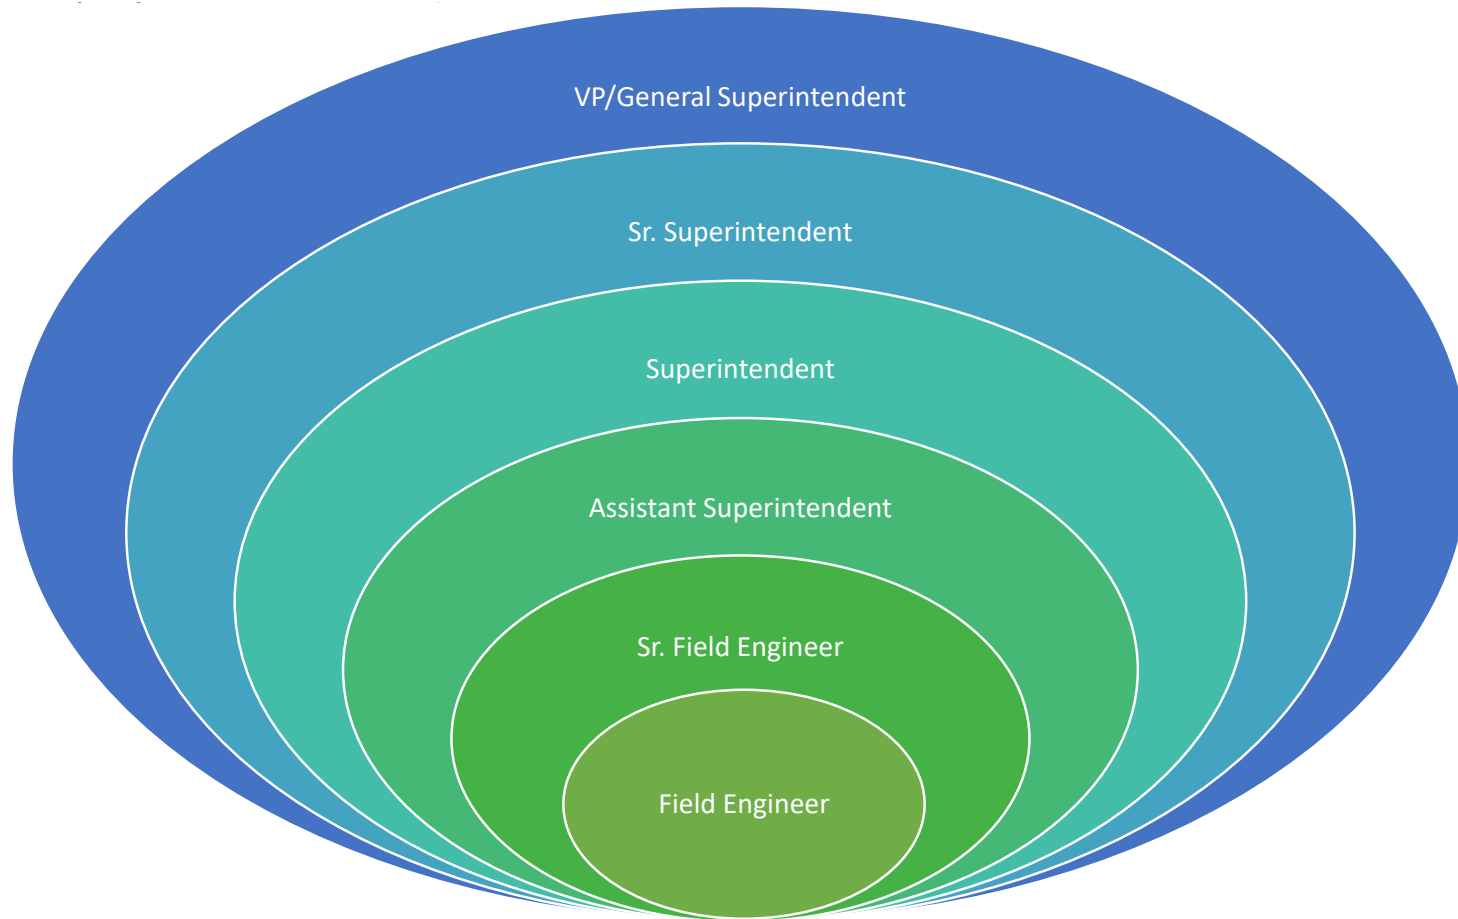 VP/General Superintendent
Sr. Superintendent
Superintendent
Assistant Superintendent
Sr. Field Engineer
Field Engineer